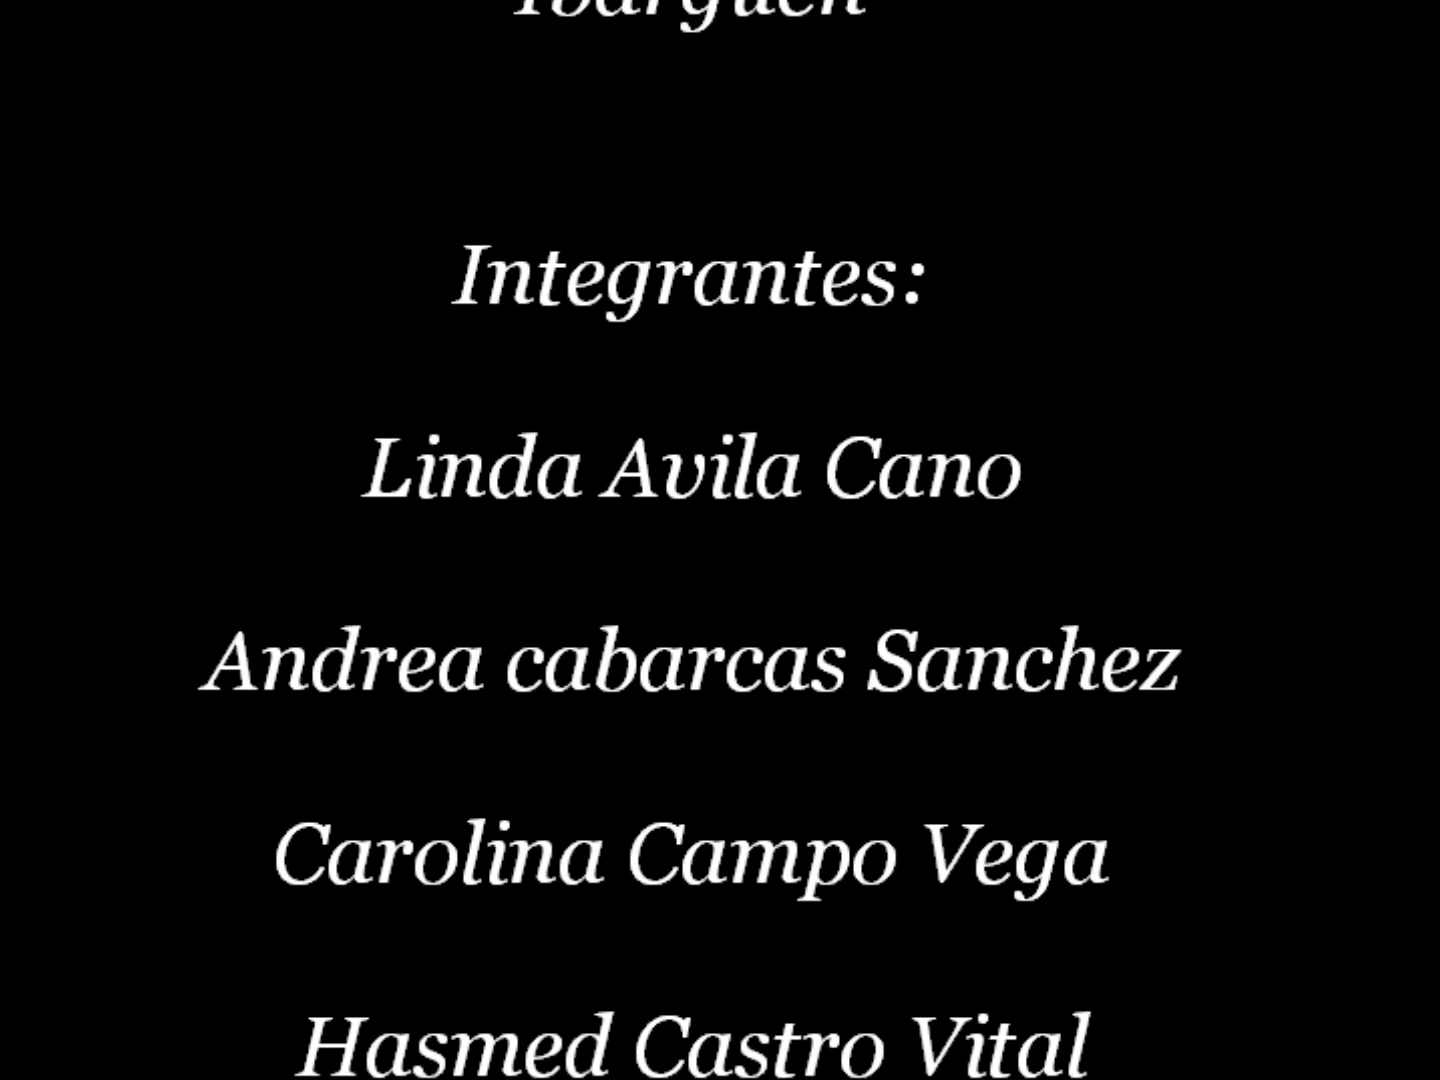 Integrantes:
Linda Avila Cano
Andrea cabarcas Sanchez
Carolina Campo Vega
Hasmed Castro Vital